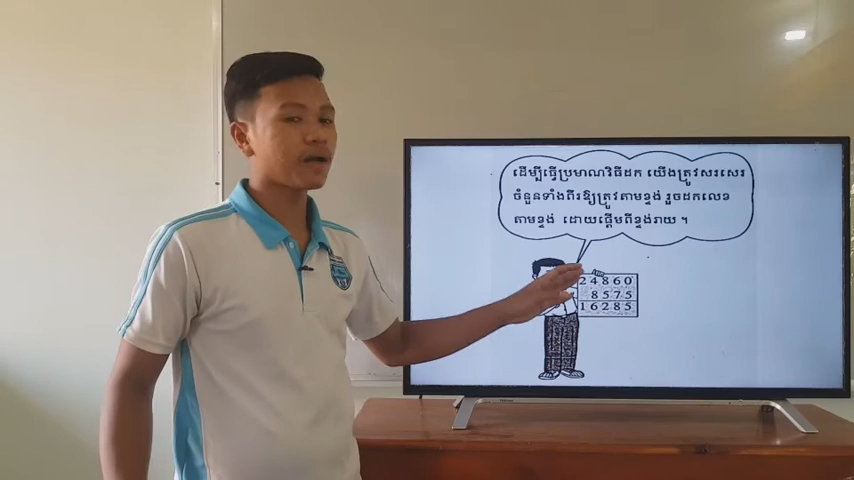 ដើម្បីធ្វើប្រមាណវិធីដក យើងត្រូវសរសេរ
ចំនួនទាំងពីរឱ្យត្រូវតាមខ្ទង់ រួចដកលេខ
តាមខ្ទង់ ដោយផ្ដើមពីខ្ទង់រាយ ។
24860
8575
16285